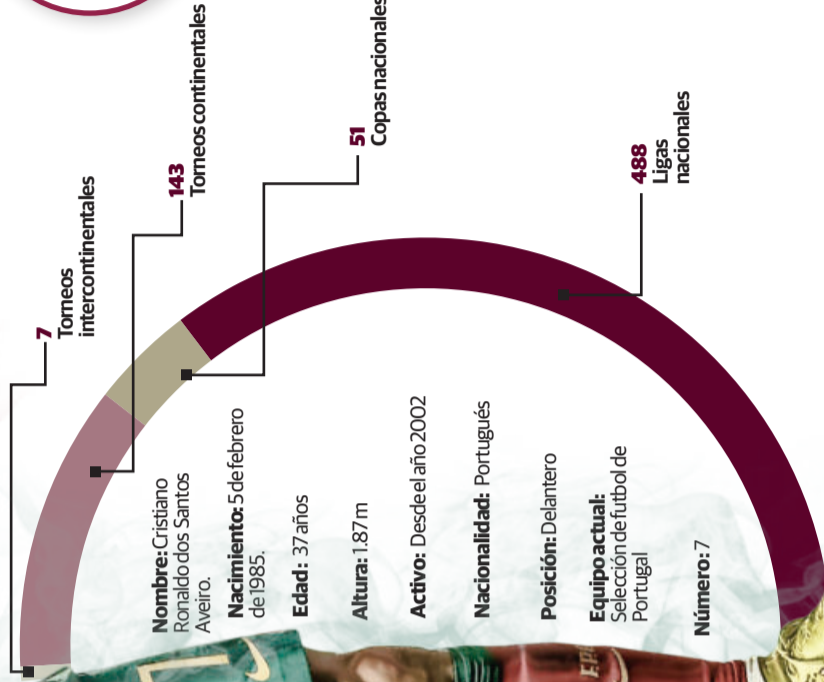 7
Torneos
intercontinentales
143
Torneos continentales
51
Copas nacionales
488
Ligas
nacionales
Nombre: Cristiano
Ronaldo dos Santos
Aveiro.
Nacimiento: 5 de febrero
de 1985.
Edad: 37 años
Altura: 1.87 m
Activo: Desde el año 2002
Nacionalidad: Portugués
Posición: Delantero
Equipo actual:
Selección de futbol de
Portugal
Número: 7